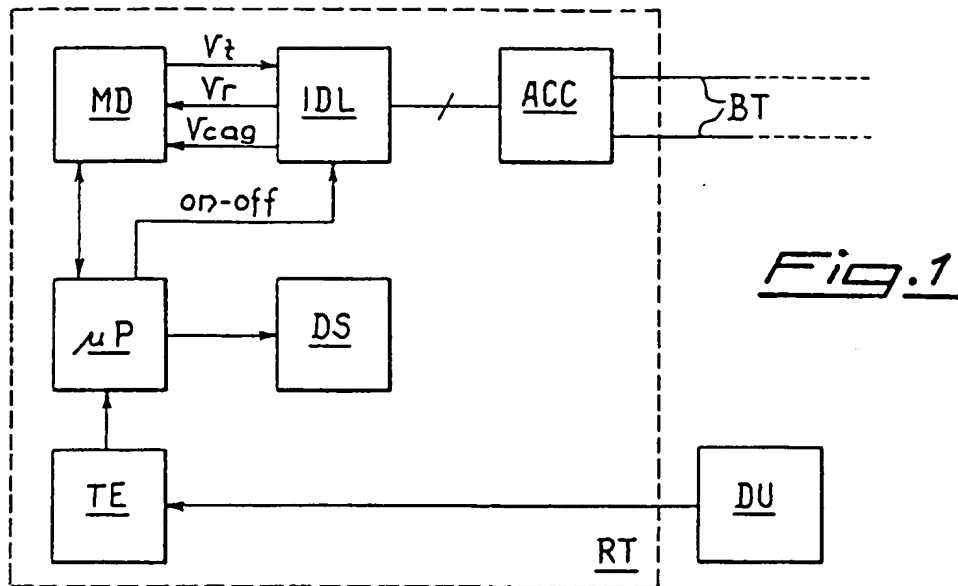 Vt
MD
Vr
IDL
ACC
BT
Vcag
on-off
Fig.1
μP
DS
TE
DU
RT